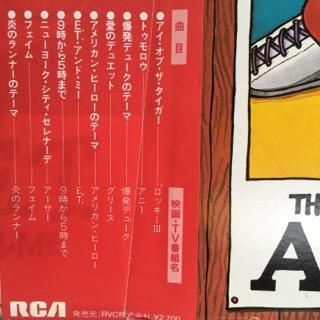 曲目
●アイ・オブ・ザ・タイガー
●トゥモロウ
●爆発デュークのテーマ
●愛のデュエット
●アメリカン・ヒーローのテーマ
●E.T.アンド・ミー
●9時から5時まで
●ニューヨーク・シティ・セレナーデ
●フェイム
●炎のランナーのテーマ
映画・TV番組名
ロッキーIII
アニー
爆発デューク
グリース
アメリカン・ヒーロー
E.T.
9時から5時まで
アーサー
フェイム
炎のランナー
RCA
発売元:RVC株式会社 ¥2,700
TH
A